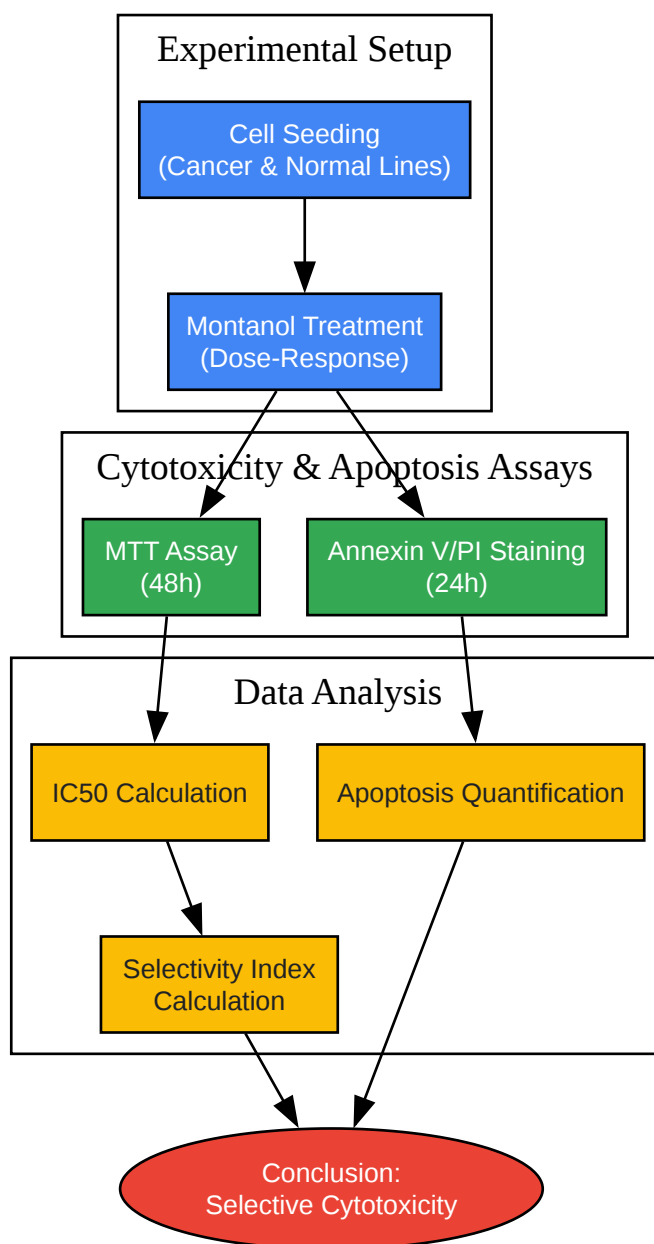 Experimental Setup
Cell Seeding
(Cancer & Normal Lines)
Montanol Treatment
(Dose-Response)
Cytotoxicity & Apoptosis Assays
MTT Assay
(48h)
Annexin V/PI Staining
(24h)
Data Analysis
IC50 Calculation
Apoptosis Quantification
Selectivity Index
Calculation
Conclusion:
Selective Cytotoxicity